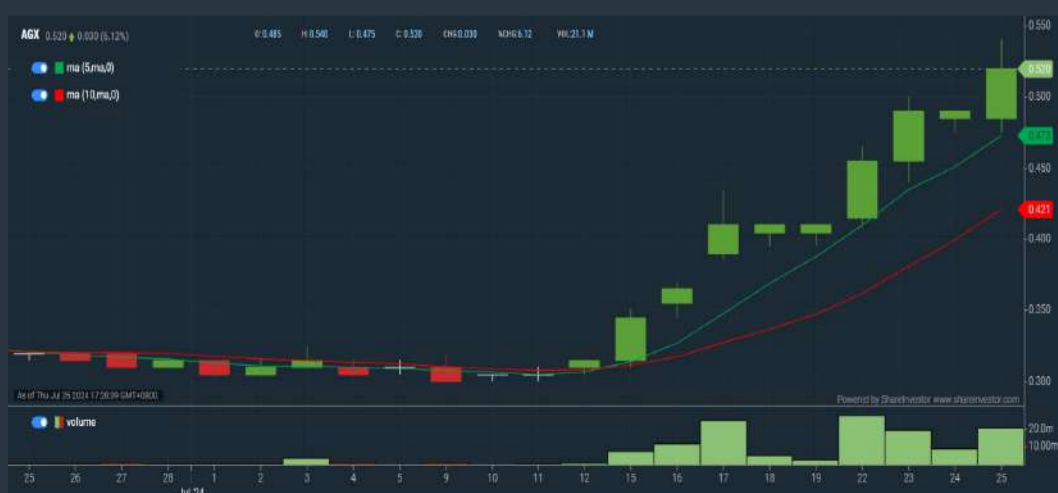 AGX 0.520 0.030 (6.12%) O:0.485 H:0.540 L:0.475 C:0.520 CHG:0.030 %CHG:6.12 VOL:21.1 M
ma (5,ma,0)
ma (10,ma,0)
0.550
0.520
0.500
0.473
0.450
0.421
0.400
0.350
0.300
As of Thu Jul 25 2024 17:28:09 GMT+0800
Powered by ShareInvestor www.shareinvestor.com
volume
20.0m
10.00m
25 26 27 28 1 2 3 4 5 9 10 11 12 15 16 17 18 19 22 23 24 25
Jul '24